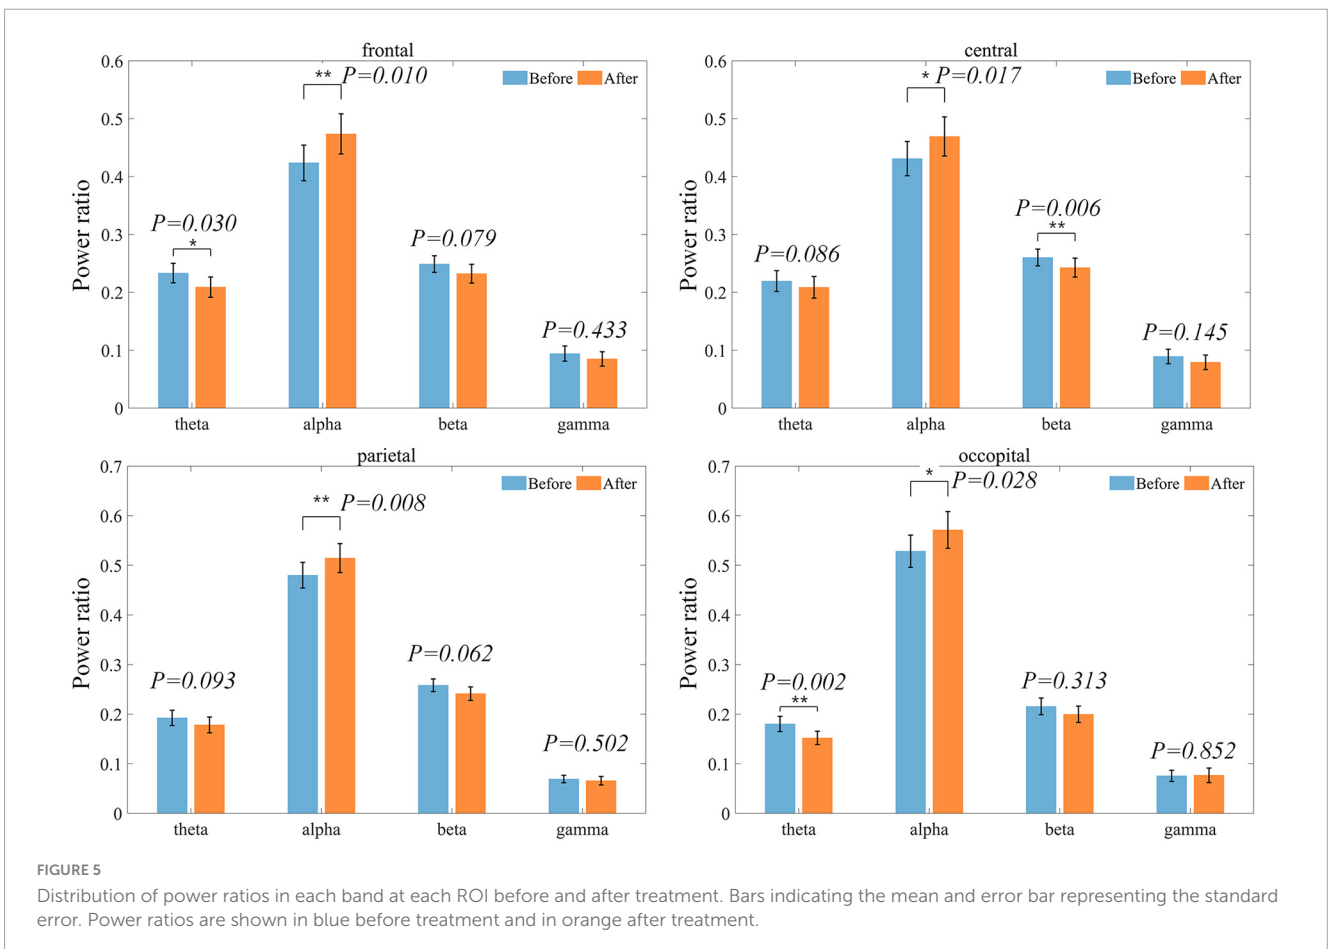 frontal
0.6
0.5
0.4
0.3
0.2
0.1
0
Power ratio
Before After
** P=0.010
P=0.030
*
P=0.079
P=0.433
theta alpha beta gamma
central
0.6
0.5
0.4
0.3
0.2
0.1
0
Power ratio
Before After
* P=0.017
P=0.006
**
P=0.086
P=0.145
theta alpha beta gamma
parietal
0.7
0.6
0.5
0.4
0.3
0.2
0.1
0
Power ratio
Before After
** P=0.008
P=0.062
P=0.093
P=0.502
theta alpha beta gamma
occopital
0.7
0.6
0.5
0.4
0.3
0.2
0.1
0
Power ratio
Before After
* P=0.028
P=0.002
**
P=0.313
P=0.852
theta alpha beta gamma
FIGURE 5
Distribution of power ratios in each band at each ROI before and after treatment. Bars indicating the mean and error bar representing the standard
error. Power ratios are shown in blue before treatment and in orange after treatment.